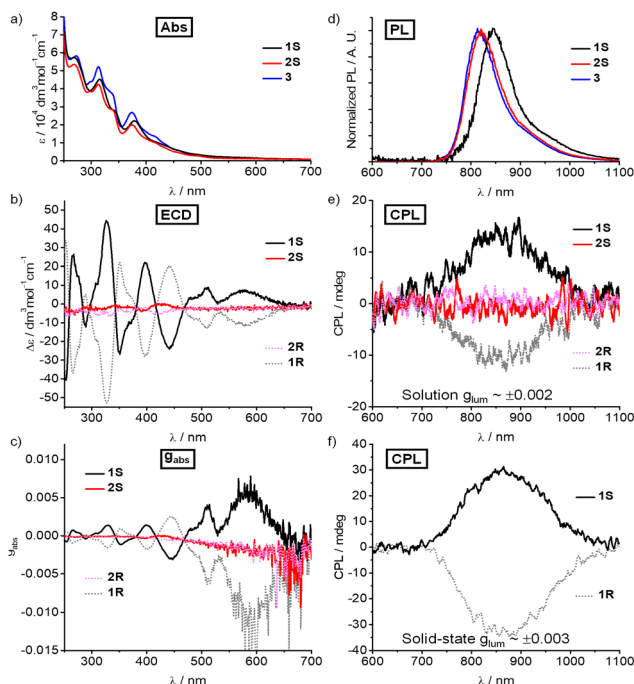 a)
Abs
1S
2S
3
ε / 10⁴ dm³mol⁻¹cm⁻¹
8
7
6
5
4
3
2
1
0
300 400 500 600 700
λ / nm
b)
ECD
1S
2S
2R
1R
Δε / dm³mol⁻¹cm⁻¹
50
40
30
20
10
0
-10
-20
-30
-40
-50
300 400 500 600 700
λ / nm
c)
gabs
1S
2S
2R
1R
gabs
0.010
0.005
0.000
-0.005
-0.010
-0.015
300 400 500 600 700
λ / nm
d)
PL
1S
2S
3
Normalized PL / A. U.
600 700 800 900 1000 1100
λ / nm
e)
CPL
1S
2S
2R
1R
CPL / mdeg
20
10
0
-10
-20
Solution glum ~ ±0.002
600 700 800 900 1000 1100
λ / nm
f)
CPL
1S
1R
CPL / mdeg
40
30
20
10
0
-10
-20
-30
-40
Solid-state glum ~ ±0.003
600 700 800 900 1000 1100
λ / nm